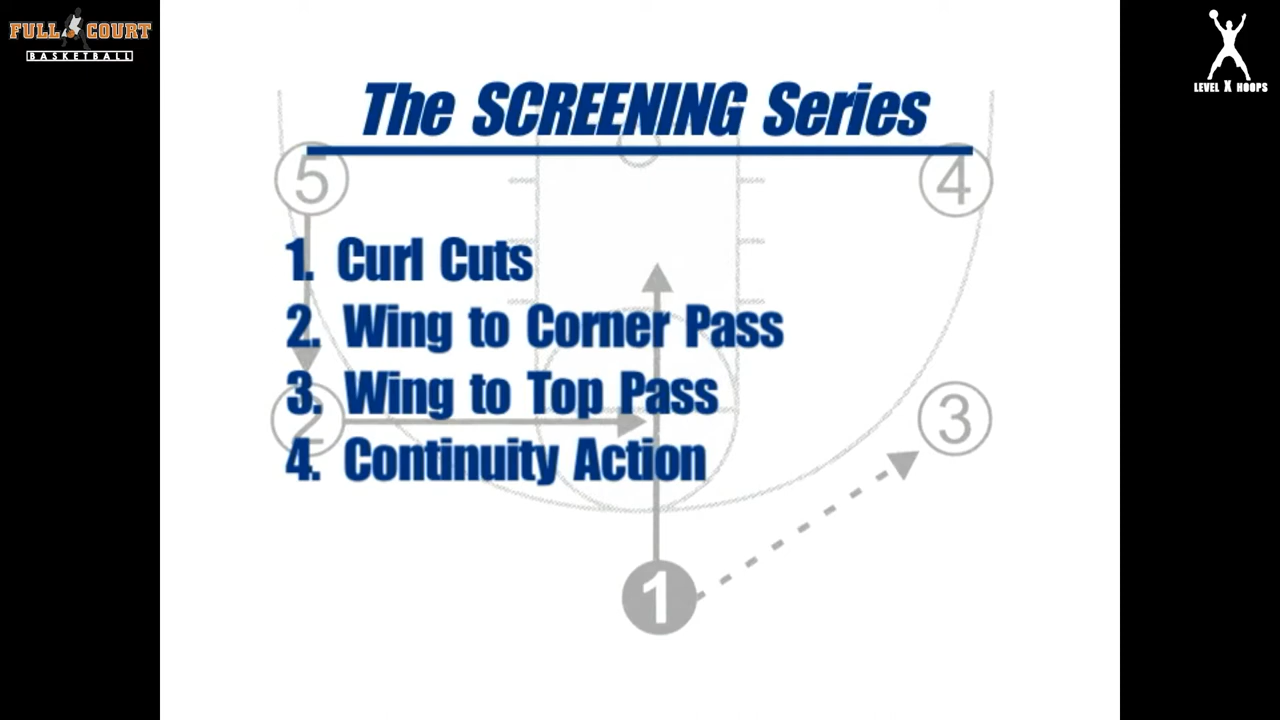 FULL COURT
BASKETBALL
LEVEL X HOOPS
The SCREENING Series
5
4
1. Curl Cuts
2. Wing to Corner Pass
3. Wing to Top Pass
2
3
4. Continuity Action
1